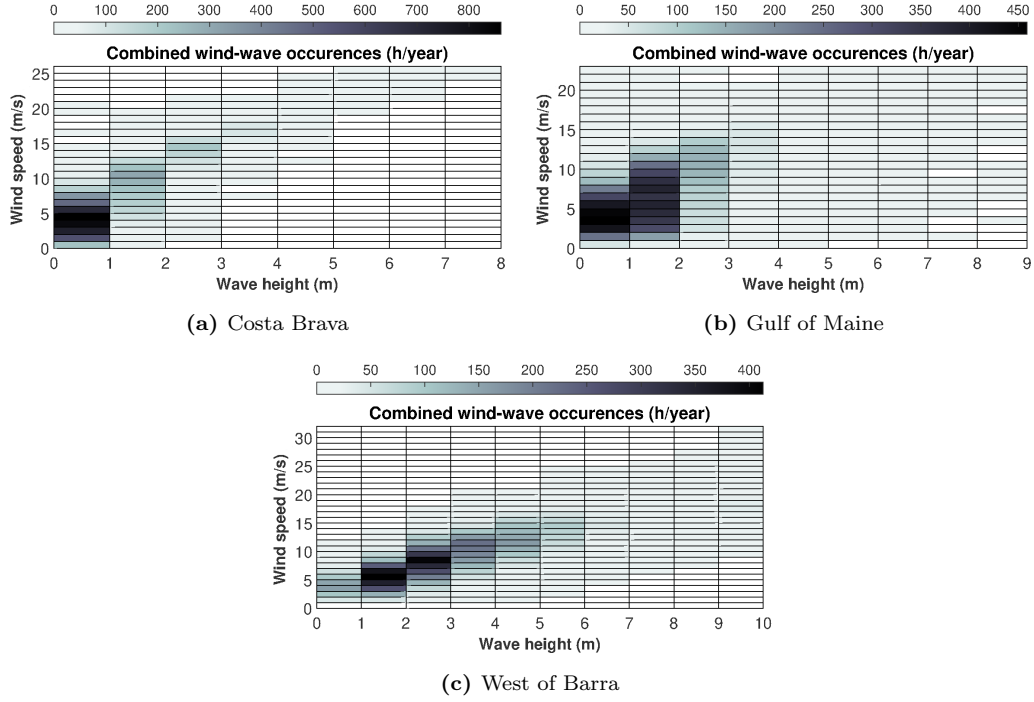 0 100 200 300 400 500 600 700 800
Combined wind-wave occurences (h/year)
25
20
15
10
5
0
Wind speed (m/s)
0 1 2 3 4 5 6 7 8
Wave height (m)
(a) Costa Brava
0 50 100 150 200 250 300 350 400 450
Combined wind-wave occurences (h/year)
20
15
10
5
0
Wind speed (m/s)
0 1 2 3 4 5 6 7 8 9
Wave height (m)
(b) Gulf of Maine
0 50 100 150 200 250 300 350 400
Combined wind-wave occurences (h/year)
30
25
20
15
10
5
0
Wind speed (m/s)
0 1 2 3 4 5 6 7 8 9 10
Wave height (m)
(c) West of Barra